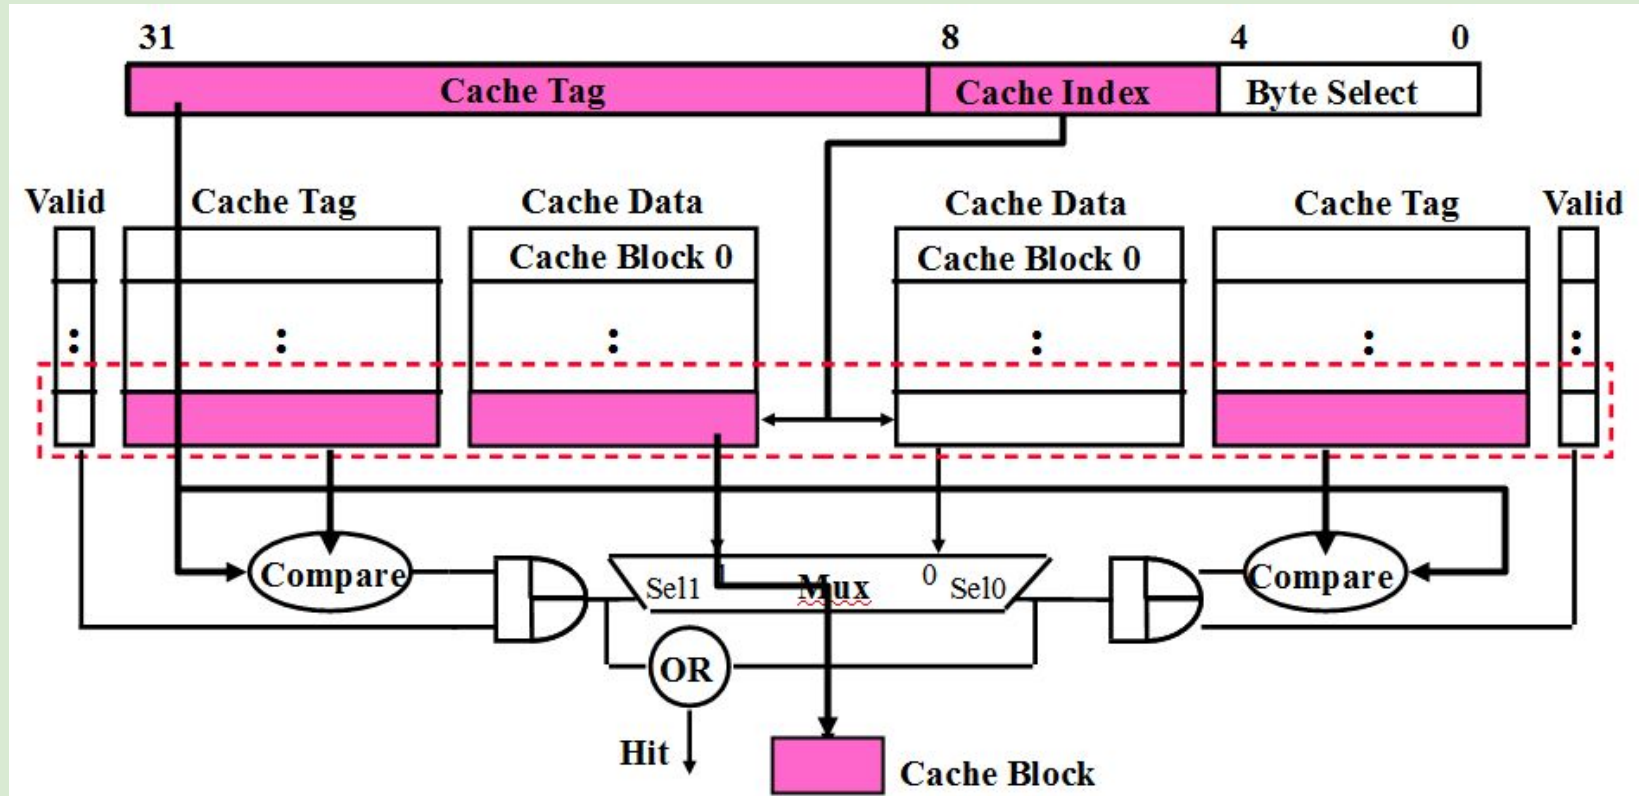 31 8 4 0
Cache Tag Cache Index Byte Select
Valid Cache Tag Cache Data Cache Data Cache Tag Valid
Cache Block 0 Cache Block 0
: : : : : :
Compare Sel1 1 Mux 0 Sel0 Compare
OR
Hit
Cache Block